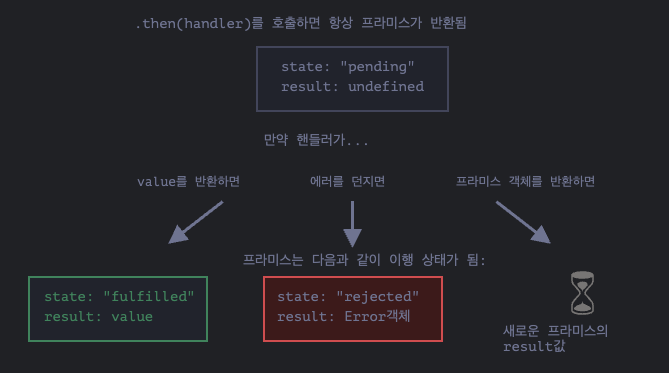 .then(handler)를 호출하면 항상 프라미스가 반환됨
state: "pending"
result: undefined
만약 핸들러가...
value를 반환하면
에러를 던지면
프라미스 객체를 반환하면
프라미스는 다음과 같이 이행 상태가 됨:
state: "fulfilled"
result: value
state: "rejected"
result: Error객체
새로운 프라미스의
result값